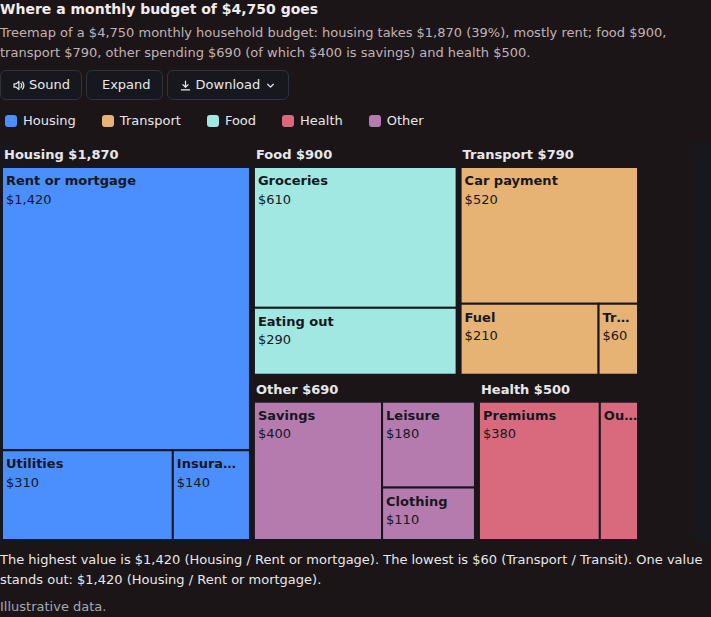 Where a monthly budget of $4,750 goes
Treemap of a $4,750 monthly household budget: housing takes $1,870 (39%), mostly rent; food $900,
transport $790, other spending $690 (of which $400 is savings) and health $500.
Sound Expand Download
Housing Transport Food Health Other
Housing $1,870
Rent or mortgage
$1,420
Utilities
$310
Insura…
$140
Food $900
Groceries
$610
Eating out
$290
Transport $790
Car payment
$520
Fuel
$210
Tr…
$60
Other $690
Savings
$400
Leisure
$180
Clothing
$110
Health $500
Premiums
$380
Ou…
The highest value is $1,420 (Housing / Rent or mortgage). The lowest is $60 (Transport / Transit). One value
stands out: $1,420 (Housing / Rent or mortgage).
Illustrative data.